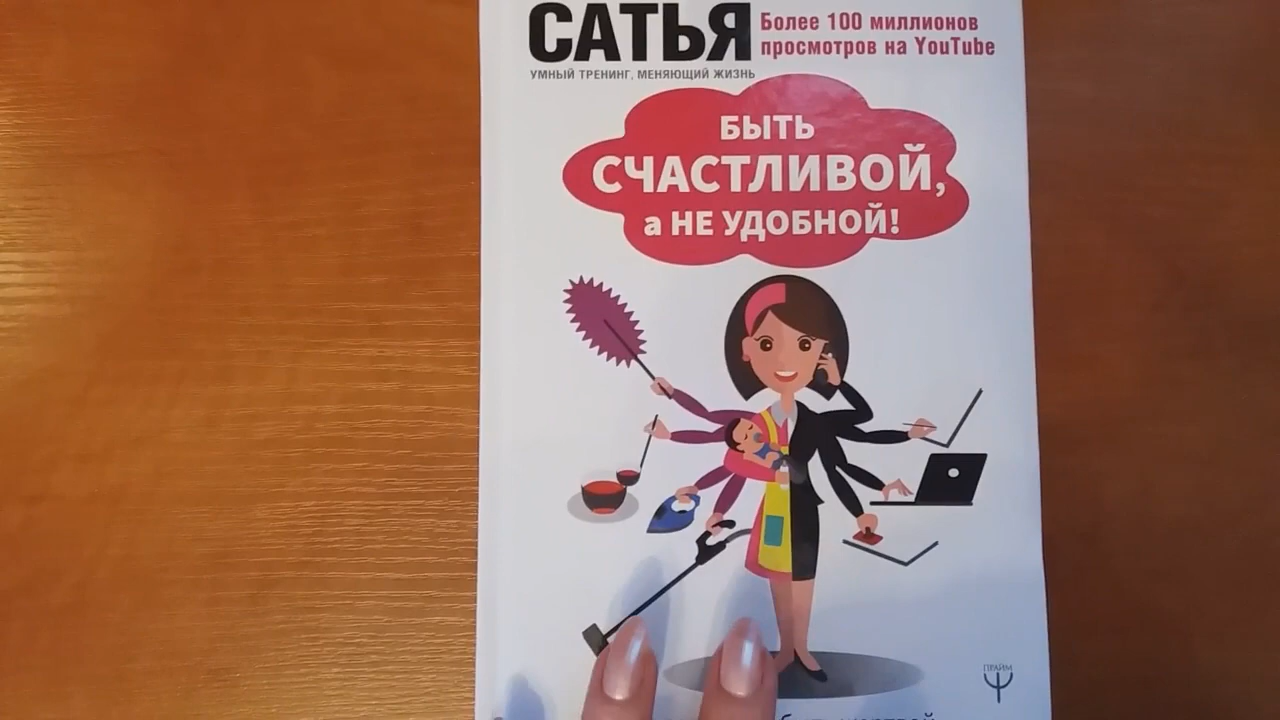 САТЬЯ
Более 100 миллионов
просмотров на YouTube
УМНЫЙ ТРЕНИНГ, МЕНЯЮЩИЙ ЖИЗНЬ
БЫТЬ
СЧАСТЛИВОЙ,
а НЕ УДОБНОЙ!
ПРАЙМ